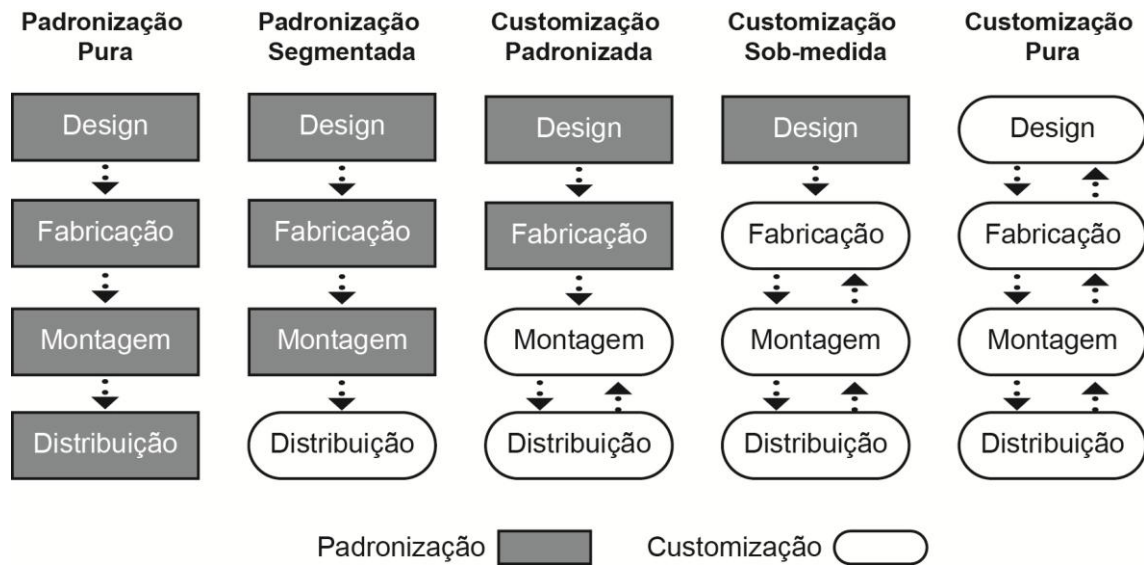 Padronização Pura
Padronização Segmentada
Customização Padronizada
Customização Sob-medida
Customização Pura
Design
Design
Design
Design
Design
Fabricação
Fabricação
Fabricação
Fabricação
Fabricação
Montagem
Montagem
Montagem
Montagem
Montagem
Distribuição
Distribuição
Distribuição
Distribuição
Distribuição
Padronização
Customização